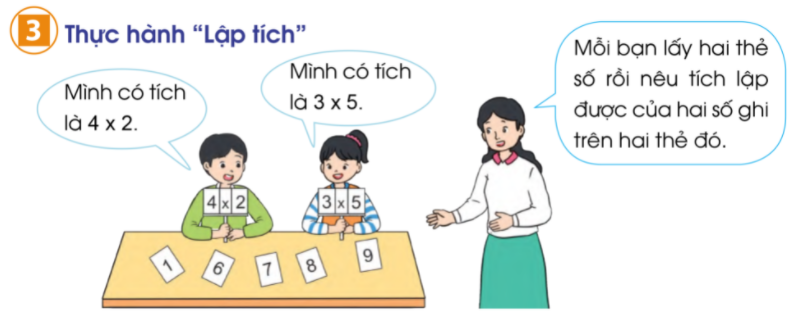 3 Thực hành “Lập tích”
Mình có tích
là 4 x 2.
Mình có tích
là 3 x 5.
Mỗi bạn lấy hai thẻ
số rồi nêu tích lập
được của hai số ghi
trên hai thẻ đó.
4 x 2
3 x 5
1 6 7 8 9